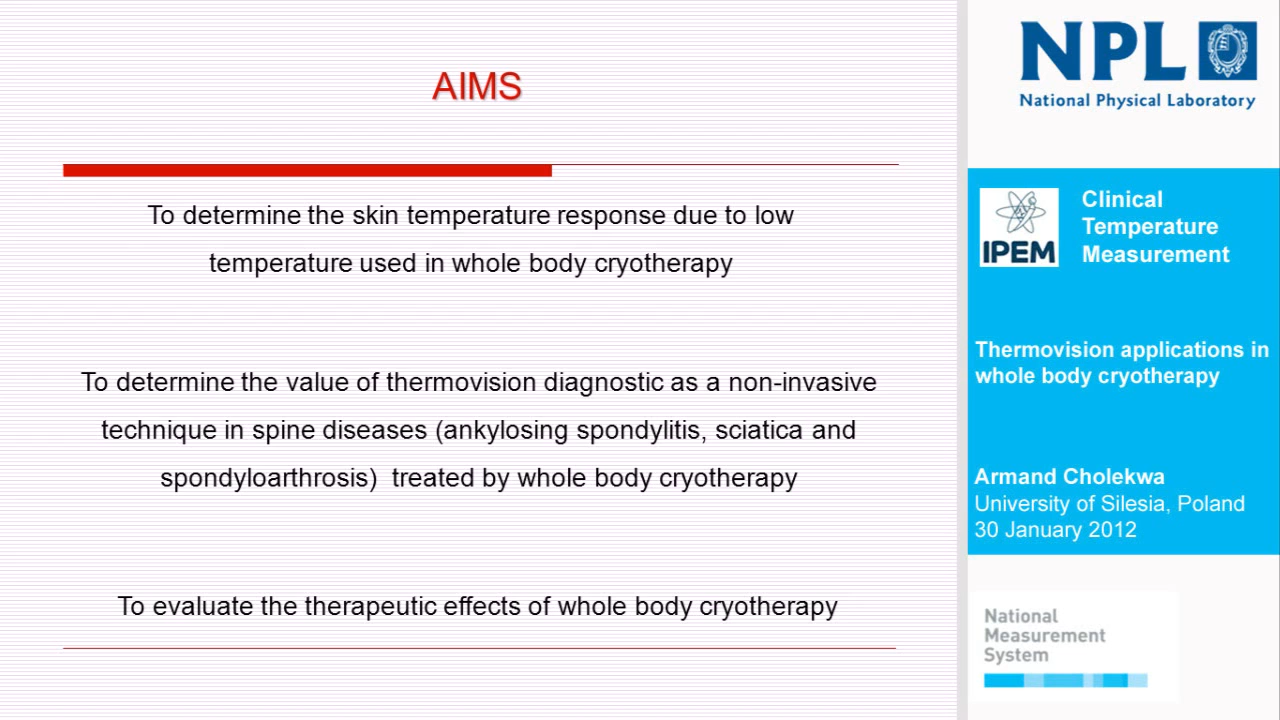 AIMS
To determine the skin temperature response due to low
temperature used in whole body cryotherapy
To determine the value of thermovision diagnostic as a non-invasive
technique in spine diseases (ankylosing spondylitis, sciatica and
spondyloarthrosis) treated by whole body cryotherapy
To evaluate the therapeutic effects of whole body cryotherapy
NPL
National Physical Laboratory
IPEM
Clinical
Temperature
Measurement
Thermovision applications in
whole body cryotherapy
Armand Cholekwa
University of Silesia, Poland
30 January 2012
National
Measurement
System